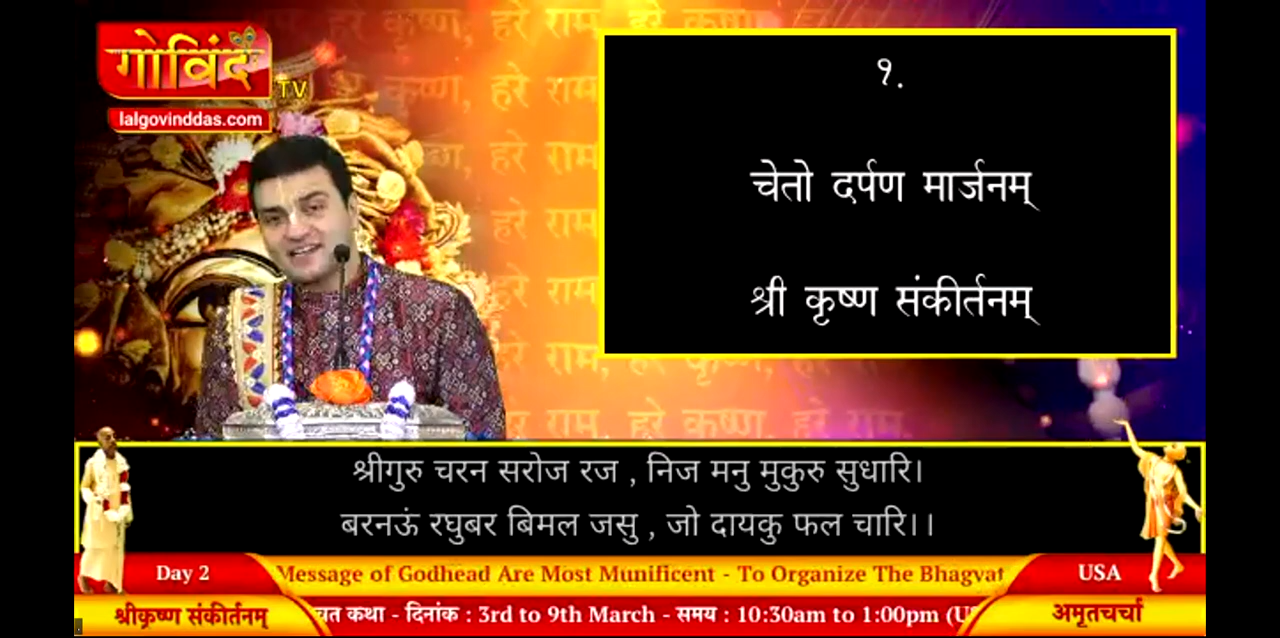 गोविंद
TV
lalgovinddas.com
१.
चेतो दर्पण मार्जनम्
श्री कृष्ण संकीर्तनम्
श्रीगुरु चरन सरोज रज , निज मनु मुकुरु सुधारि।
बरनऊं रघुबर बिमल जसु , जो दायकु फल चारि।।
Day 2
Message of Godhead Are Most Munificent - To Organize The Bhagvat
USA
श्रीकृष्ण संकीर्तनम्
कथा - दिनांक : 3rd to 9th March - समय : 10:30am to 1:00pm
अमृतचर्चा